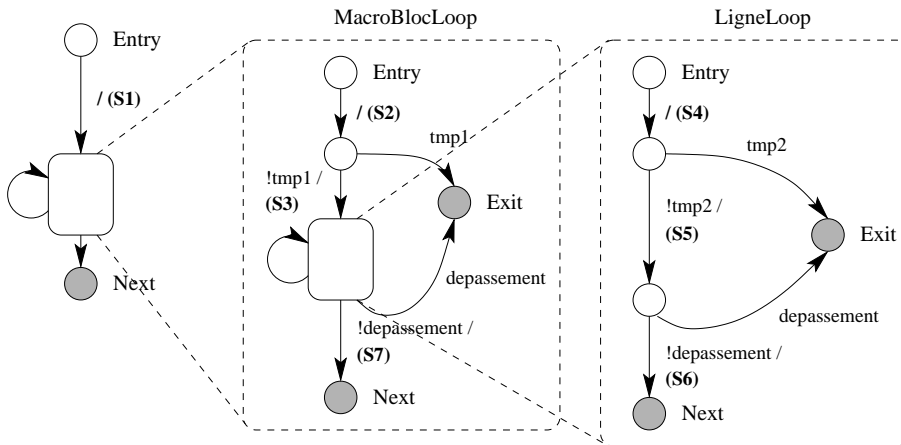 MacroBlocLoop
LigneLoop
Entry
/ (S1)
Next
Entry
/ (S2)
tmp1
!tmp1 /
(S3)
Exit
depassement
!depassement /
(S7)
Next
Entry
/ (S4)
tmp2
!tmp2 /
(S5)
Exit
depassement
!depassement /
(S6)
Next